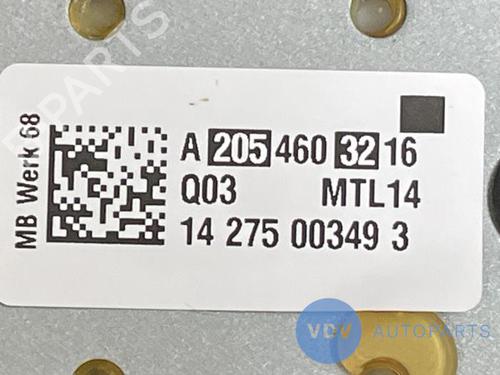 MB Werk 68
A 205 460 32 16
Q03 MTL14
14 275 00349 3
VDV AUTOPARTS